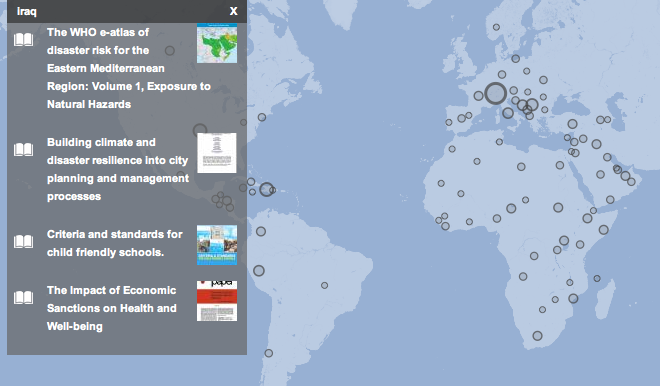 iraq X
The WHO e-atlas of
disaster risk for the
Eastern Mediterranean
Region: Volume 1, Exposure to
Natural Hazards
Building climate and
disaster resilience into city
planning and management
processes
Criteria and standards for
child friendly schools.
The Impact of Economic
Sanctions on Health and
Well-being